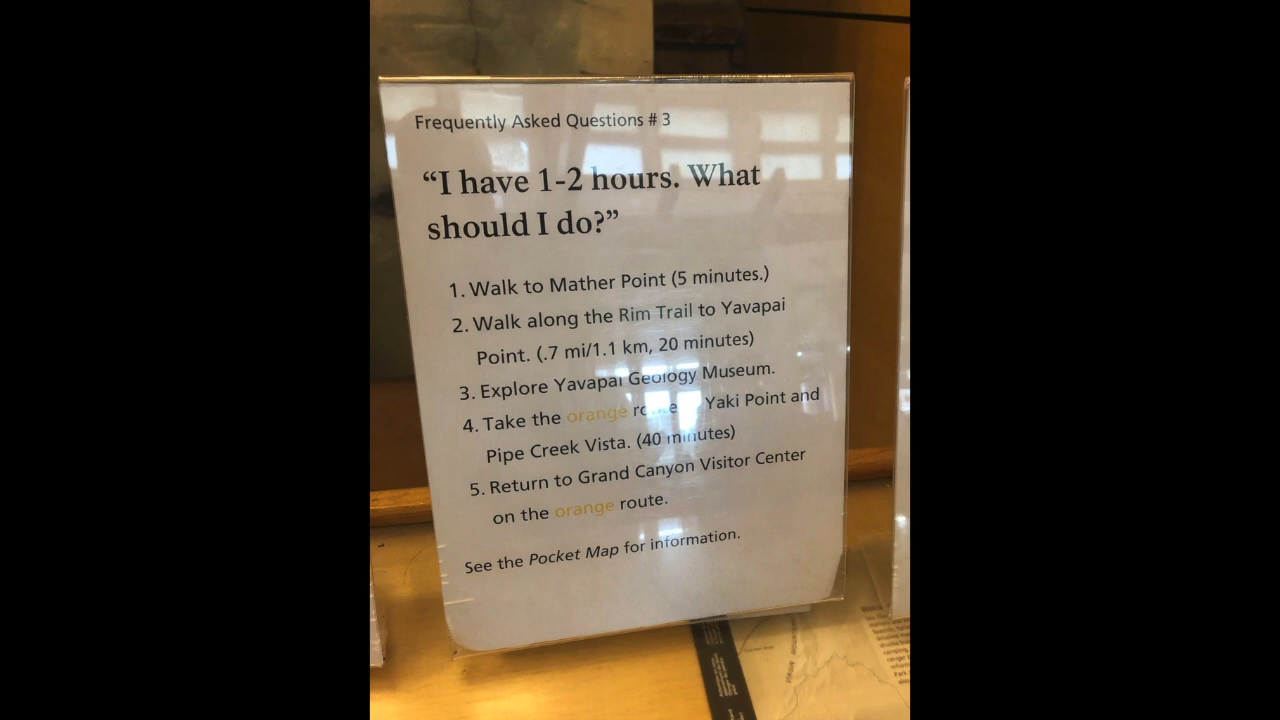 Frequently Asked Questions # 3
“I have 1-2 hours. What
should I do?”
1. Walk to Mather Point (5 minutes.)
2. Walk along the Rim Trail to Yavapai
Point. (.7 mi/1.1 km, 20 minutes)
3. Explore Yavapai Geology Museum.
4. Take the orange route Yaki Point and
Pipe Creek Vista. (40 minutes)
5. Return to Grand Canyon Visitor Center
on the orange route.
See the Pocket Map for information.